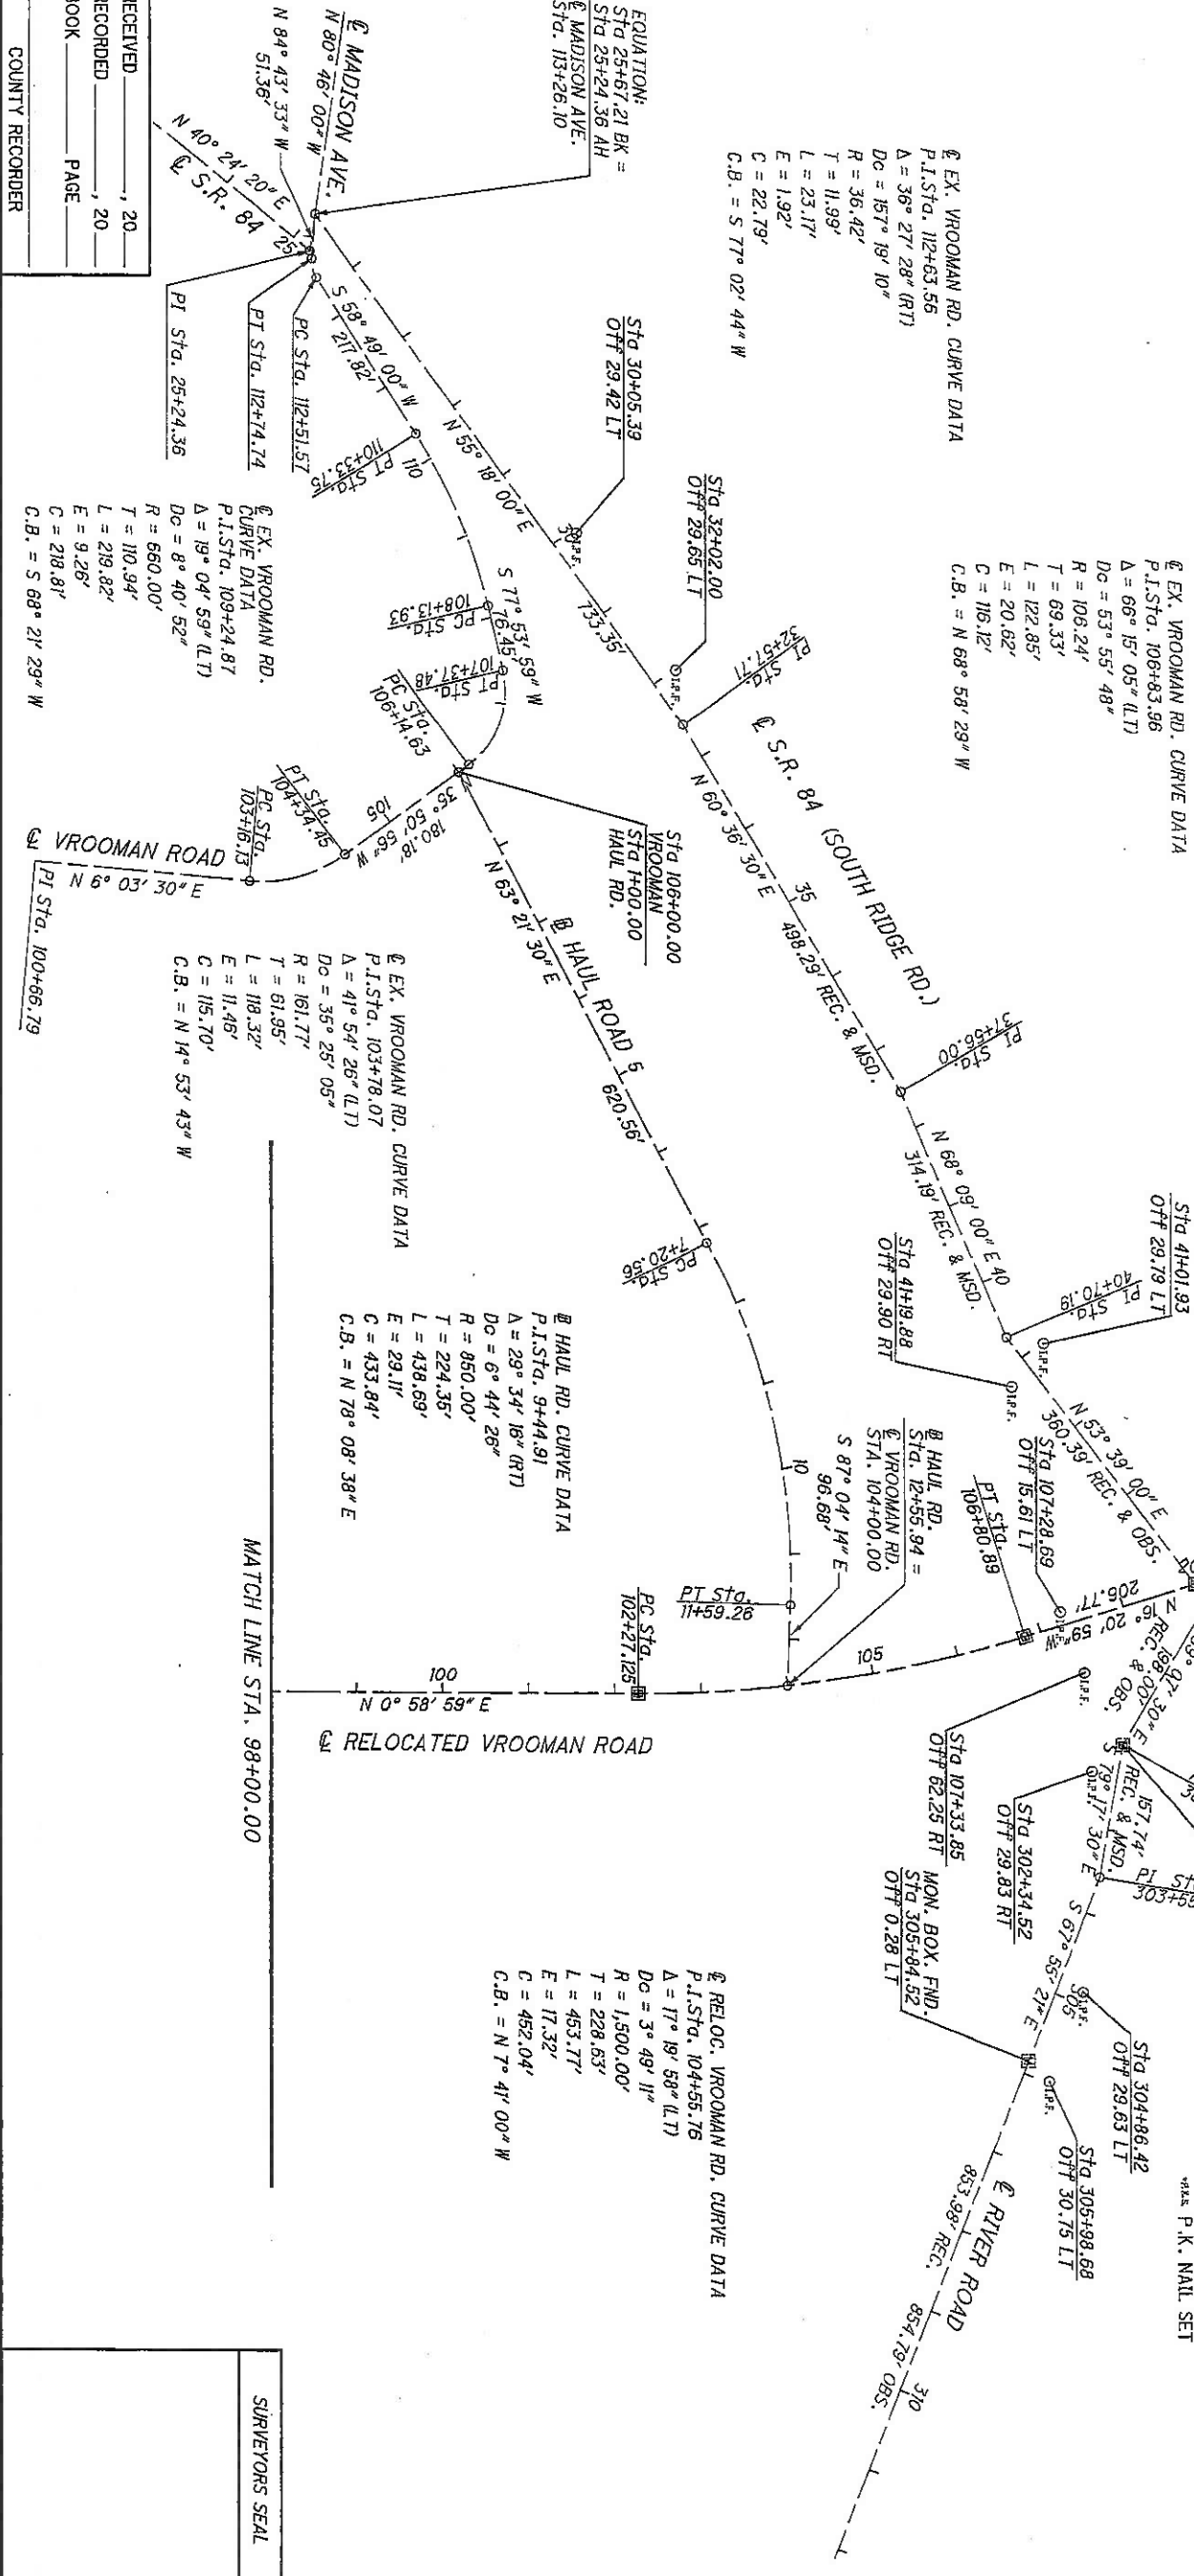 ℄ EX. VROOMAN RD. CURVE DATA
P.I.Sta. 106+83.96
Δ = 66° 15' 05" (LT)
Dc = 53° 55' 48"
R = 106.24'
T = 69.33'
L = 122.85'
E = 20.62'
C = 116.12'
C.B. = N 68° 58' 29" W
℄ EX. VROOMAN RD. CURVE DATA
P.I.Sta. 112+63.56
Δ = 36° 27' 28" (RT)
Dc = 157° 19' 10"
R = 36.42'
T = 11.99'
L = 23.17'
E = 1.92'
C = 22.79'
C.B. = S 77° 02' 44" W
EQUATION:
Sta 25+67.21 BK =
Sta 25+24.36 AH
℄ MADISON AVE.
Sta. 113+26.10
℄ MADISON AVE.
N 80° 46' 00" W
N 84° 43' 33" W
51.36'
N 40° 24' 20" E
℄ S.R. 84
25
PI Sta. 25+24.36
PT Sta. 112+74.74
PC Sta. 112+51.57
S 58° 49' 00" W
217.82'
PT Sta.
110+33.75
110
N 55° 18' 00" E
733.35'
30
I.P.F.
Sta 30+05.39
Off 29.42 LT
Sta 32+02.00
Off 29.65 LT
I.P.F.
PI
Sta.
32+57.71
℄ S.R. 84 (SOUTH RIDGE RD.)
N 60° 36' 30" E
35
498.29' REC. & MSD.
PI
Sta.
37+56.00
N 68° 09' 00" E
40
314.19' REC. & MSD.
PI
Sta.
40+70.19
Sta 41+01.93
Off 29.79 LT
I.P.F.
Sta 41+19.88
Off 29.90 RT
I.P.F.
N 53° 39' 00" E
360.39' REC. & OBS.
Sta 107+28.69
Off 15.61 LT
PT Sta.
106+80.89
206.77'
N 16° 20' 59" W
I.P.F.
07' 30" E
198.00'
REC. & OBS.
157.74'
REC. & MSD.
S 79° 17' 30" E
I.P.F.
I.P.F.
Sta 107+33.85
Off 62.25 RT
Sta 302+34.52
Off 29.83 RT
MON. BOX. FND.
Sta 305+84.52
Off 0.28 LT
S 67° 55' 21" E
305
I.P.F.
Sta 304+86.42
Off 29.63 LT
I.P.F.
Sta 305+98.68
Off 30.75 LT
P.K. NAIL SET
℄ RIVER ROAD
853.98' REC.
854.79' OBS.
310
S 77° 53' 59" W
76.45'
PC Sta.
108+13.93
PT Sta.
107+37.48
PC Sta.
106+14.63
Sta 106+00.00
VROOMAN
Sta 1+00.00
HAUL RD.
35° 50' 56" W
180.18'
105
PT Sta.
104+34.45
PC Sta.
103+16.13
℄ VROOMAN ROAD
N 6° 03' 30" E
PI Sta. 100+66.79
N 63° 21' 30" E
HAUL ROAD
5
620.56'
PC Sta.
7+20.56
10
S 87° 04' 14" E
96.68'
HAUL RD.
Sta. 12+55.94 =
℄ VROOMAN RD.
STA. 104+00.00
PT Sta.
11+59.26
PC Sta.
102+27.125
105
100
N 0° 58' 59" E
℄ RELOCATED VROOMAN ROAD
℄ EX. VROOMAN RD.
CURVE DATA
P.I.Sta. 109+24.87
Δ = 19° 04' 59" (LT)
Dc = 8° 40' 52"
R = 660.00'
T = 110.94'
L = 219.82'
E = 9.26'
C = 218.81'
C.B. = S 68° 21' 29" W
℄ EX. VROOMAN RD. CURVE DATA
P.I.Sta. 103+78.07
Δ = 41° 54' 26" (LT)
Dc = 35° 25' 05"
R = 161.77'
T = 61.95'
L = 118.32'
E = 11.46'
C = 115.70'
C.B. = N 14° 53' 43" W
HAUL RD. CURVE DATA
P.I.Sta. 9+44.91
Δ = 29° 34' 16" (RT)
Dc = 6° 44' 26"
R = 850.00'
T = 224.35'
L = 438.69'
E = 29.11'
C = 433.84'
C.B. = N 78° 08' 38" E
℄ RELOC. VROOMAN RD. CURVE DATA
P.I.Sta. 104+55.76
Δ = 17° 19' 58" (LT)
Dc = 3° 49' 11"
R = 1,500.00'
T = 228.63'
L = 453.77'
E = 17.32'
C = 452.04'
C.B. = N 7° 41' 00" W
MATCH LINE STA. 98+00.00
RECEIVED ____, 20__
RECORDED ____, 20__
BOOK ____ PAGE ____
COUNTY RECORDER
SURVEYORS SEAL